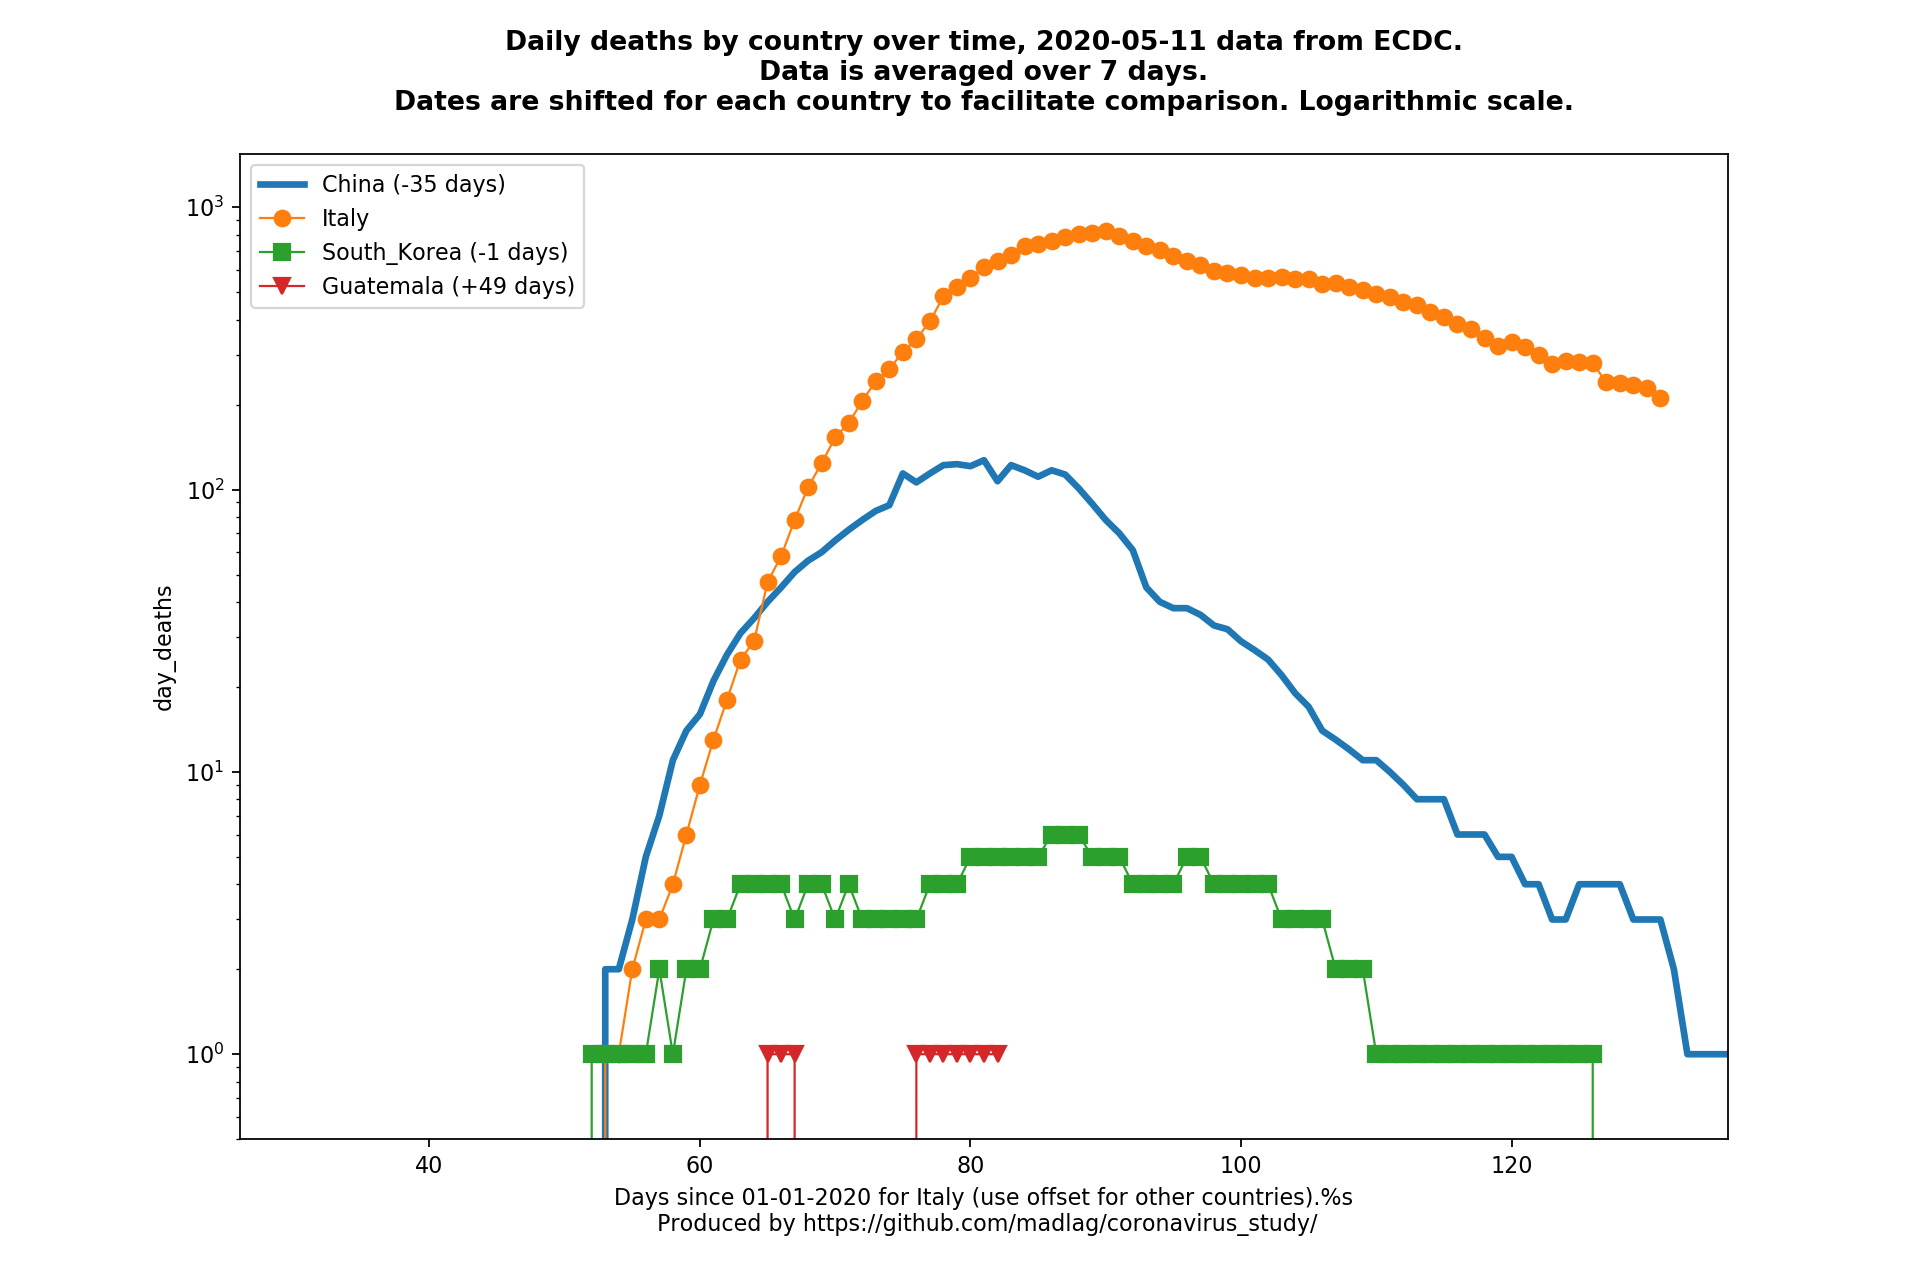 Daily deaths by country over time, 2020-05-11 data from ECDC.
Data is averaged over 7 days.
Dates are shifted for each country to facilitate comparison. Logarithmic scale.
China (-35 days)
Italy
South_Korea (-1 days)
Guatemala (+49 days)
10³
10²
10¹
10⁰
day_deaths
40 60 80 100 120
Days since 01-01-2020 for Italy (use offset for other countries).%s
Produced by https://github.com/madlag/coronavirus_study/